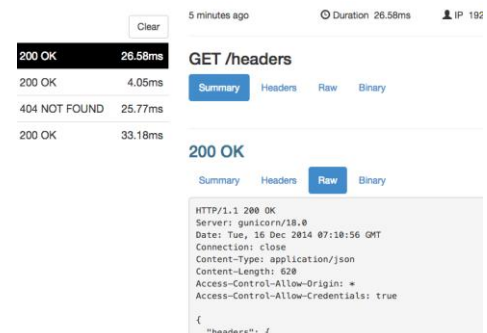 Clear
200 OK 26.58ms
200 OK 4.05ms
404 NOT FOUND 25.77ms
200 OK 33.18ms
5 minutes ago Duration 26.58ms IP 192
GET /headers
Summary Headers Raw Binary
200 OK
Summary Headers Raw Binary
HTTP/1.1 200 OK
Server: gunicorn/18.0
Date: Tue, 16 Dec 2014 07:10:56 GMT
Connection: close
Content-Type: application/json
Content-Length: 620
Access-Control-Allow-Origin: *
Access-Control-Allow-Credentials: true
{
"headers": {